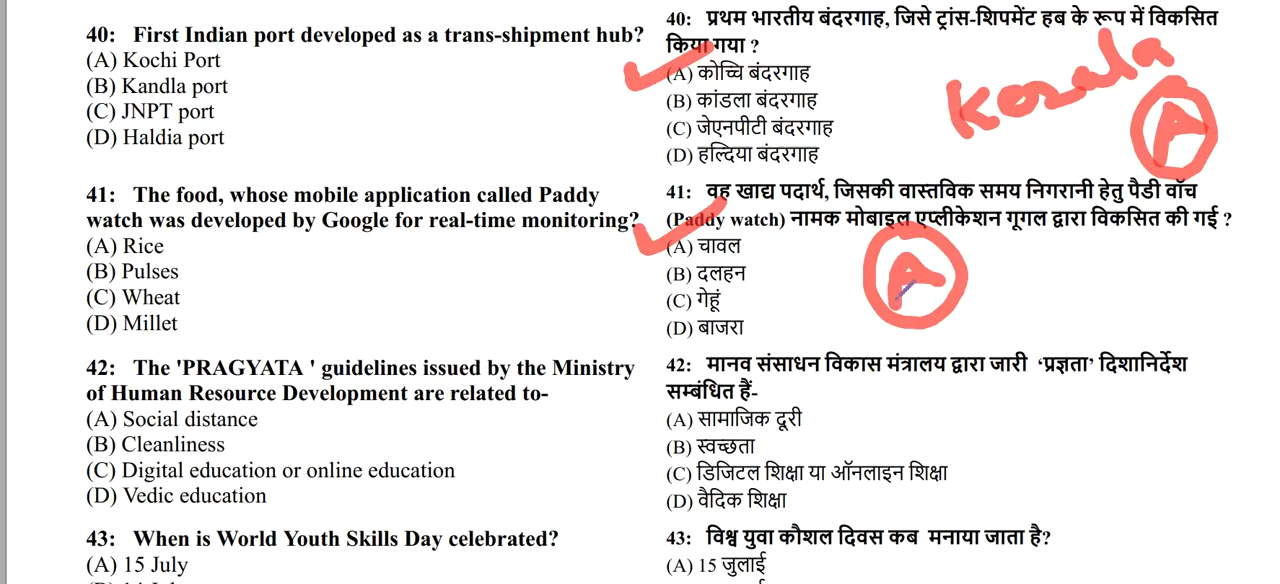 40: First Indian port developed as a trans-shipment hub?
(A) Kochi Port
(B) Kandla port
(C) JNPT port
(D) Haldia port
41: The food, whose mobile application called Paddy
watch was developed by Google for real-time monitoring?
(A) Rice
(B) Pulses
(C) Wheat
(D) Millet
42: The 'PRAGYATA ' guidelines issued by the Ministry
of Human Resource Development are related to-
(A) Social distance
(B) Cleanliness
(C) Digital education or online education
(D) Vedic education
43: When is World Youth Skills Day celebrated?
(A) 15 July
40: प्रथम भारतीय बंदरगाह, जिसे ट्रांस-शिपमेंट हब के रूप में विकसित
किया गया ?
(A) कोच्चि बंदरगाह
(B) कांडला बंदरगाह
(C) जेएनपीटी बंदरगाह
(D) हल्दिया बंदरगाह
Kerala
A
41: वह खाद्य पदार्थ, जिसकी वास्तविक समय निगरानी हेतु पैडी वॉच
(Paddy watch) नामक मोबाइल एप्लीकेशन गूगल द्वारा विकसित की गई ?
(A) चावल
(B) दलहन
(C) गेहूं
(D) बाजरा
A
42: मानव संसाधन विकास मंत्रालय द्वारा जारी ‘प्रज्ञता’ दिशानिर्देश
सम्बंधित हैं-
(A) सामाजिक दूरी
(B) स्वच्छता
(C) डिजिटल शिक्षा या ऑनलाइन शिक्षा
(D) वैदिक शिक्षा
43: विश्व युवा कौशल दिवस कब मनाया जाता है?
(A) 15 जुलाई